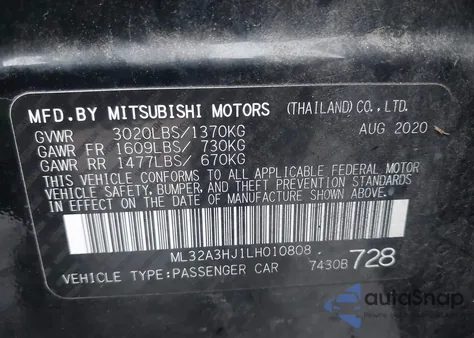 MFD.BY MITSUBISHI MOTORS (THAILAND) CO., LTD.
GVWR 3020LBS/1370KG AUG 2020
GAWR FR 1609LBS/ 730KG
GAWR RR 1477LBS/ 670KG
THIS VEHICLE CONFORMS TO ALL APPLICABLE FEDERAL MOTOR
VEHICLE SAFETY, BUMPER, AND THEFT PREVENTION STANDARDS
IN EFFECT ON THE DATE OF MANUFACTURE SHOWN ABOVE.
ML32A3HJ1LH010808
VEHICLE TYPE:PASSENGER CAR 7430B 728
autoSnap